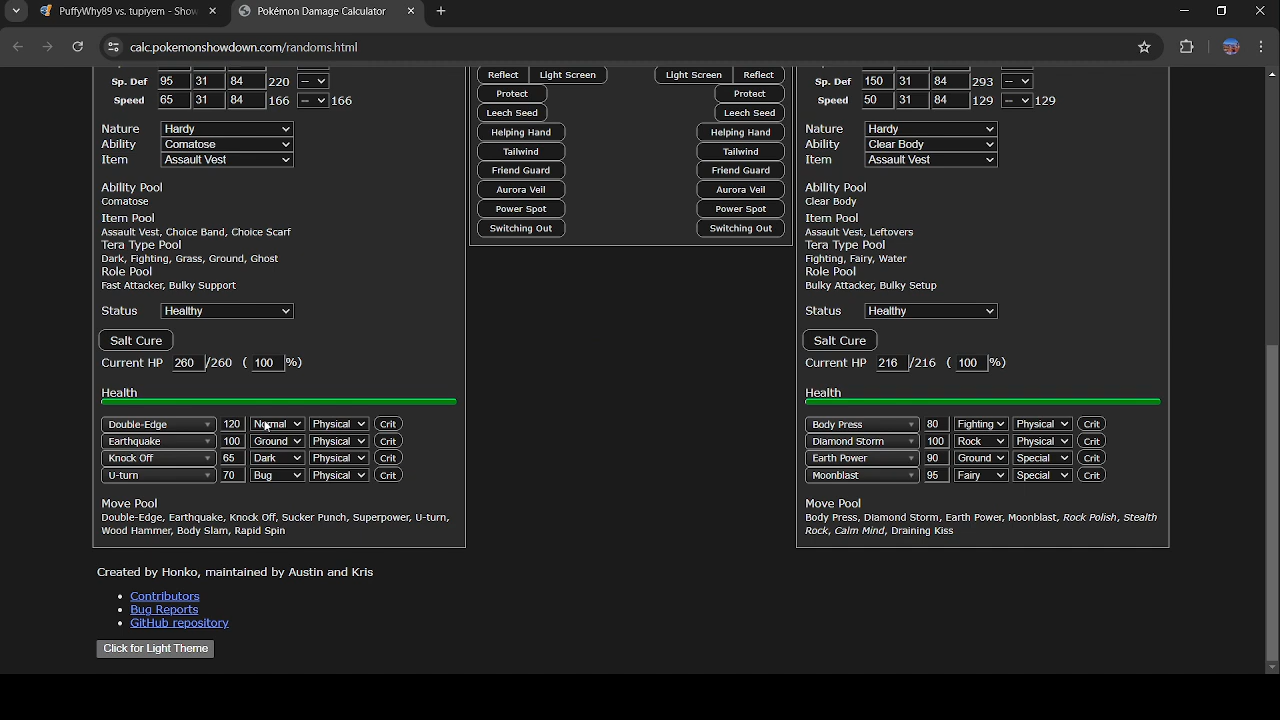 PuffyWhy89 vs. tupiyem - Show
Pokémon Damage Calculator
calc.pokemonshowdown.com/randoms.html
Sp. Def 95 31 84 220 --
Speed 65 31 84 166 -- 166
Nature Hardy
Ability Comatose
Item Assault Vest
Ability Pool
Comatose
Item Pool
Assault Vest, Choice Band, Choice Scarf
Tera Type Pool
Dark, Fighting, Grass, Ground, Ghost
Role Pool
Fast Attacker, Bulky Support
Status Healthy
Salt Cure
Current HP 260 /260 ( 100 %)
Health
Double-Edge 120 Normal Physical Crit
Earthquake 100 Ground Physical Crit
Knock Off 65 Dark Physical Crit
U-turn 70 Bug Physical Crit
Move Pool
Double-Edge, Earthquake, Knock Off, Sucker Punch, Superpower, U-turn,
Wood Hammer, Body Slam, Rapid Spin
Reflect Light Screen Light Screen Reflect
Protect Protect
Leech Seed Leech Seed
Helping Hand Helping Hand
Tailwind Tailwind
Friend Guard Friend Guard
Aurora Veil Aurora Veil
Power Spot Power Spot
Switching Out Switching Out
Sp. Def 150 31 84 293 --
Speed 50 31 84 129 -- 129
Nature Hardy
Ability Clear Body
Item Assault Vest
Ability Pool
Clear Body
Item Pool
Assault Vest, Leftovers
Tera Type Pool
Fighting, Fairy, Water
Role Pool
Bulky Attacker, Bulky Setup
Status Healthy
Salt Cure
Current HP 216 /216 ( 100 %)
Health
Body Press 80 Fighting Physical Crit
Diamond Storm 100 Rock Physical Crit
Earth Power 90 Ground Special Crit
Moonblast 95 Fairy Special Crit
Move Pool
Body Press, Diamond Storm, Earth Power, Moonblast, Rock Polish, Stealth
Rock, Calm Mind, Draining Kiss
Created by Honko, maintained by Austin and Kris
• Contributors
• Bug Reports
• GitHub repository
Click for Light Theme